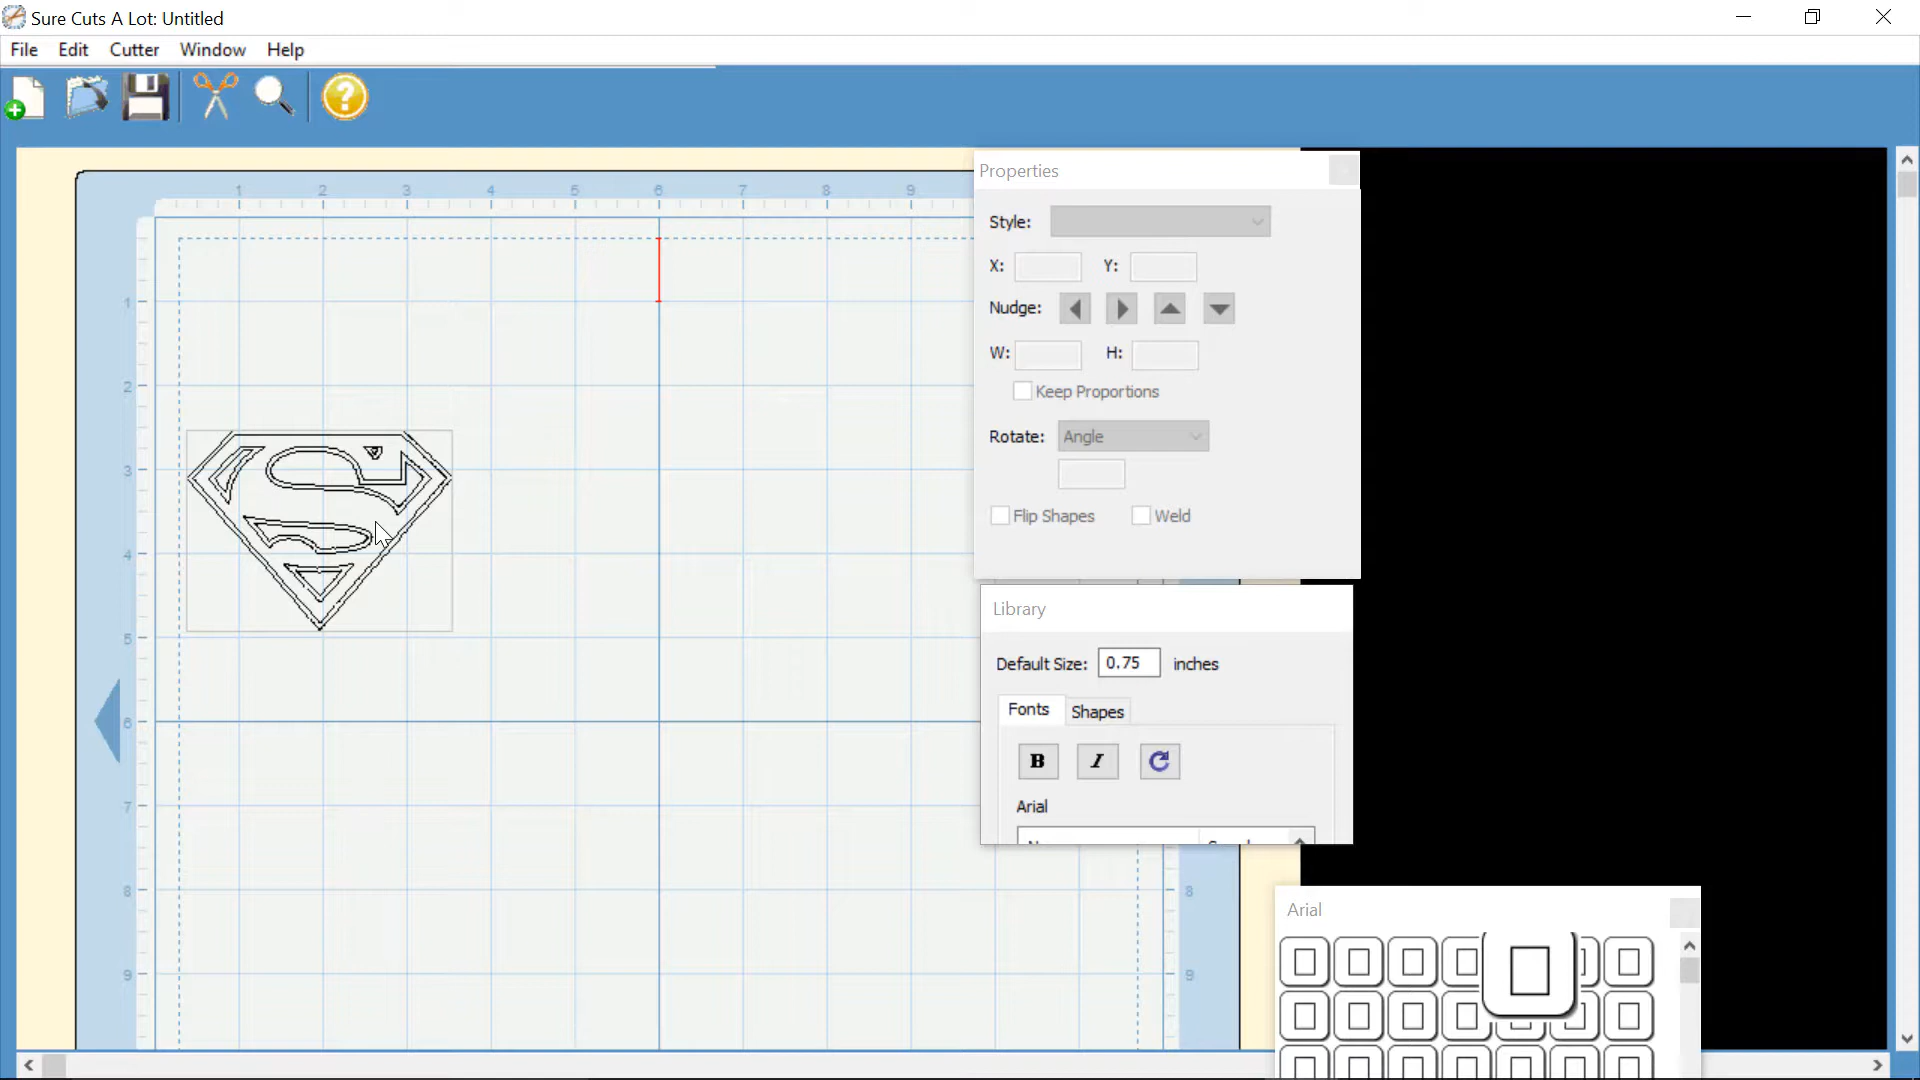 Sure Cuts A Lot: Untitled
File Edit Cutter Window Help
1 2 3 4 5 6 7 8 9
Properties
Style:
X: Y:
Nudge:
W: H:
Keep Proportions
Rotate: Angle
Flip Shapes Weld
1
2
3
4
5
6
7
8
9
Library
Default Size: 0.75 inches
Fonts Shapes
B I
Arial
8
9
Arial